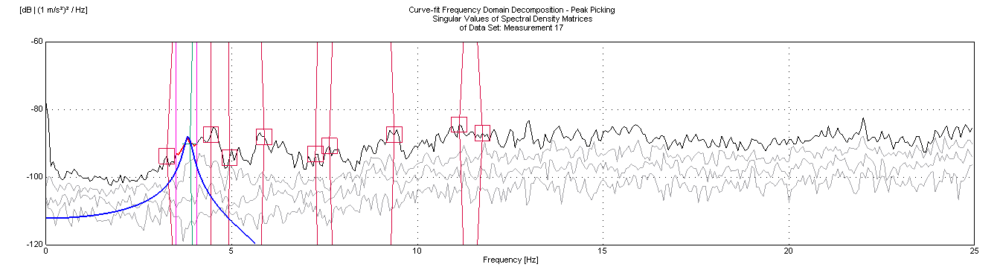 [dB | (1 m/s²)² / Hz]
Curve-fit Frequency Domain Decomposition - Peak Picking
Singular Values of Spectral Density Matrices
of Data Set: Measurement 17
-60
-80
-100
-120
0 5 10 15 20 25
Frequency [Hz]